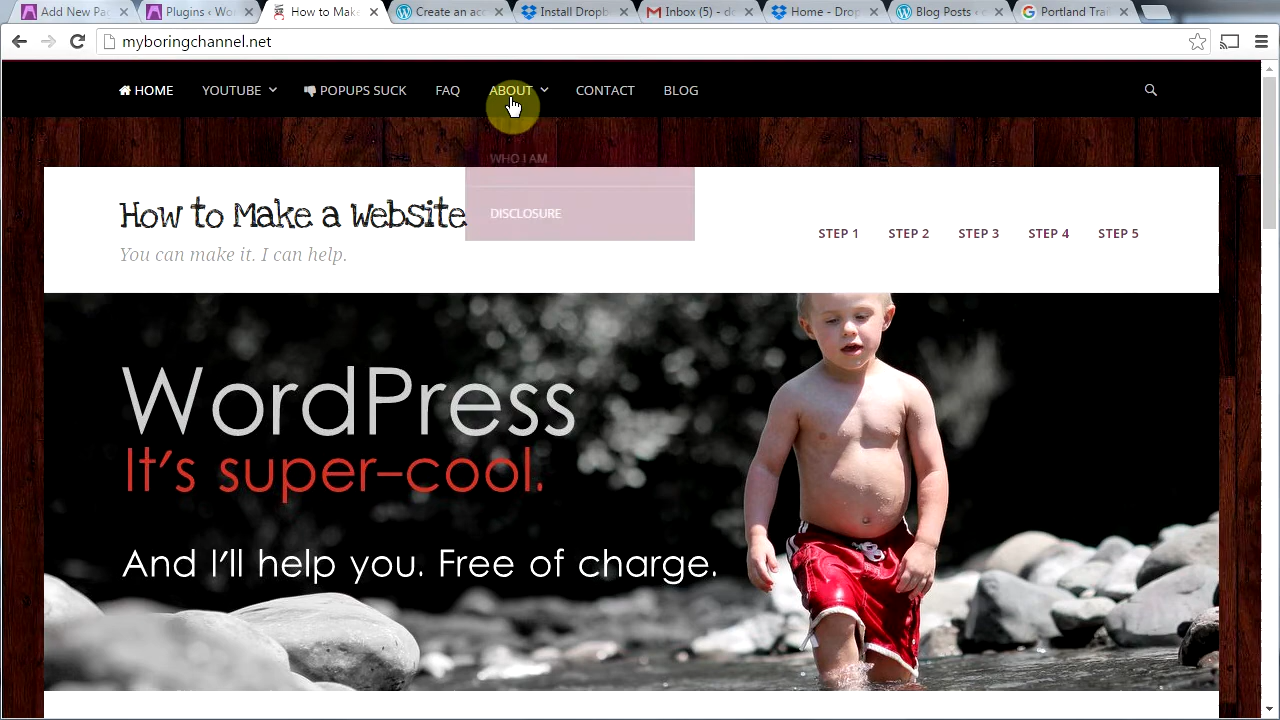 Add New Pac
Plugins ‹ Wor
How to Make
Create an acc
Install Dropb
Inbox (5) - d
Home - Drop
Blog Posts ‹ c
Portland Trai
myboringchannel.net
HOME YOUTUBE POPUPS SUCK FAQ ABOUT CONTACT BLOG
WHO I AM
DISCLOSURE
How to Make a Website
You can make it. I can help.
STEP 1 STEP 2 STEP 3 STEP 4 STEP 5
WordPress
It's super-cool.
And I'll help you. Free of charge.